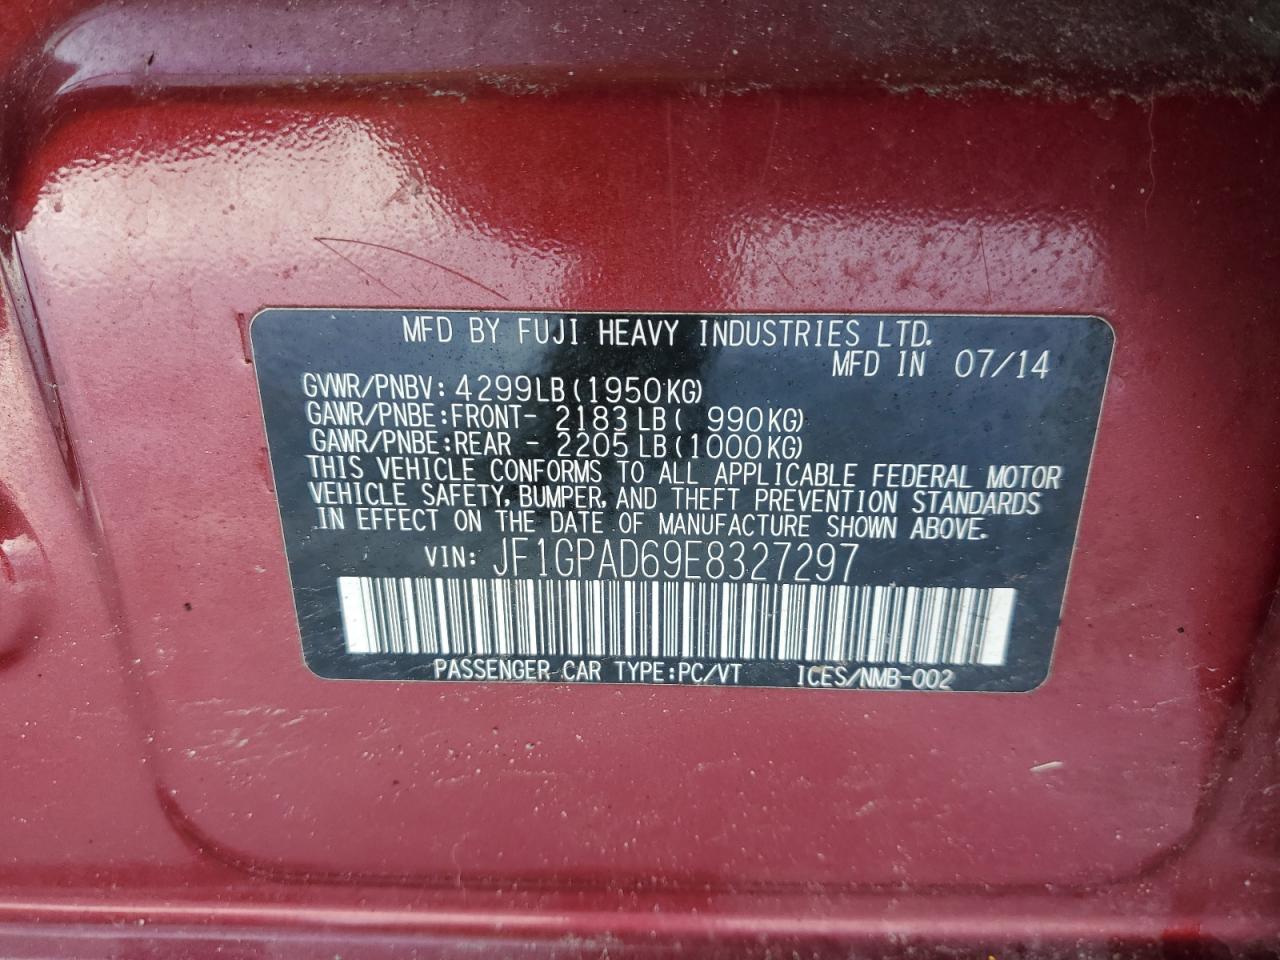 MFD BY FUJI HEAVY INDUSTRIES LTD.
MFD IN 07/14
GVWR/PNBV: 4299LB(1950KG)
GAWR/PNBE:FRONT- 2183LB( 990KG)
GAWR/PNBE:REAR - 2205LB(1000KG)
THIS VEHICLE CONFORMS TO ALL APPLICABLE FEDERAL MOTOR
VEHICLE SAFETY, BUMPER, AND THEFT PREVENTION STANDARDS
IN EFFECT ON THE DATE OF MANUFACTURE SHOWN ABOVE.
VIN: JF1GPAD69E8327297
PASSENGER CAR TYPE:PC/VT ICES/NMB-002